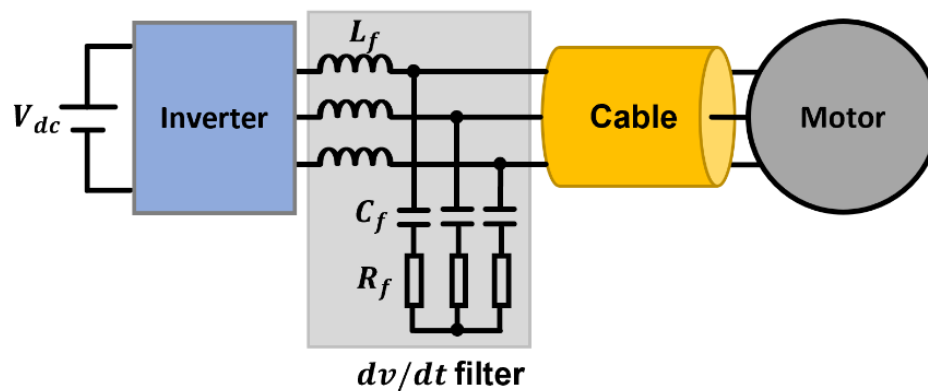 L_f
V_dc
Inverter
Cable
Motor
C_f
R_f
dv/dt filter